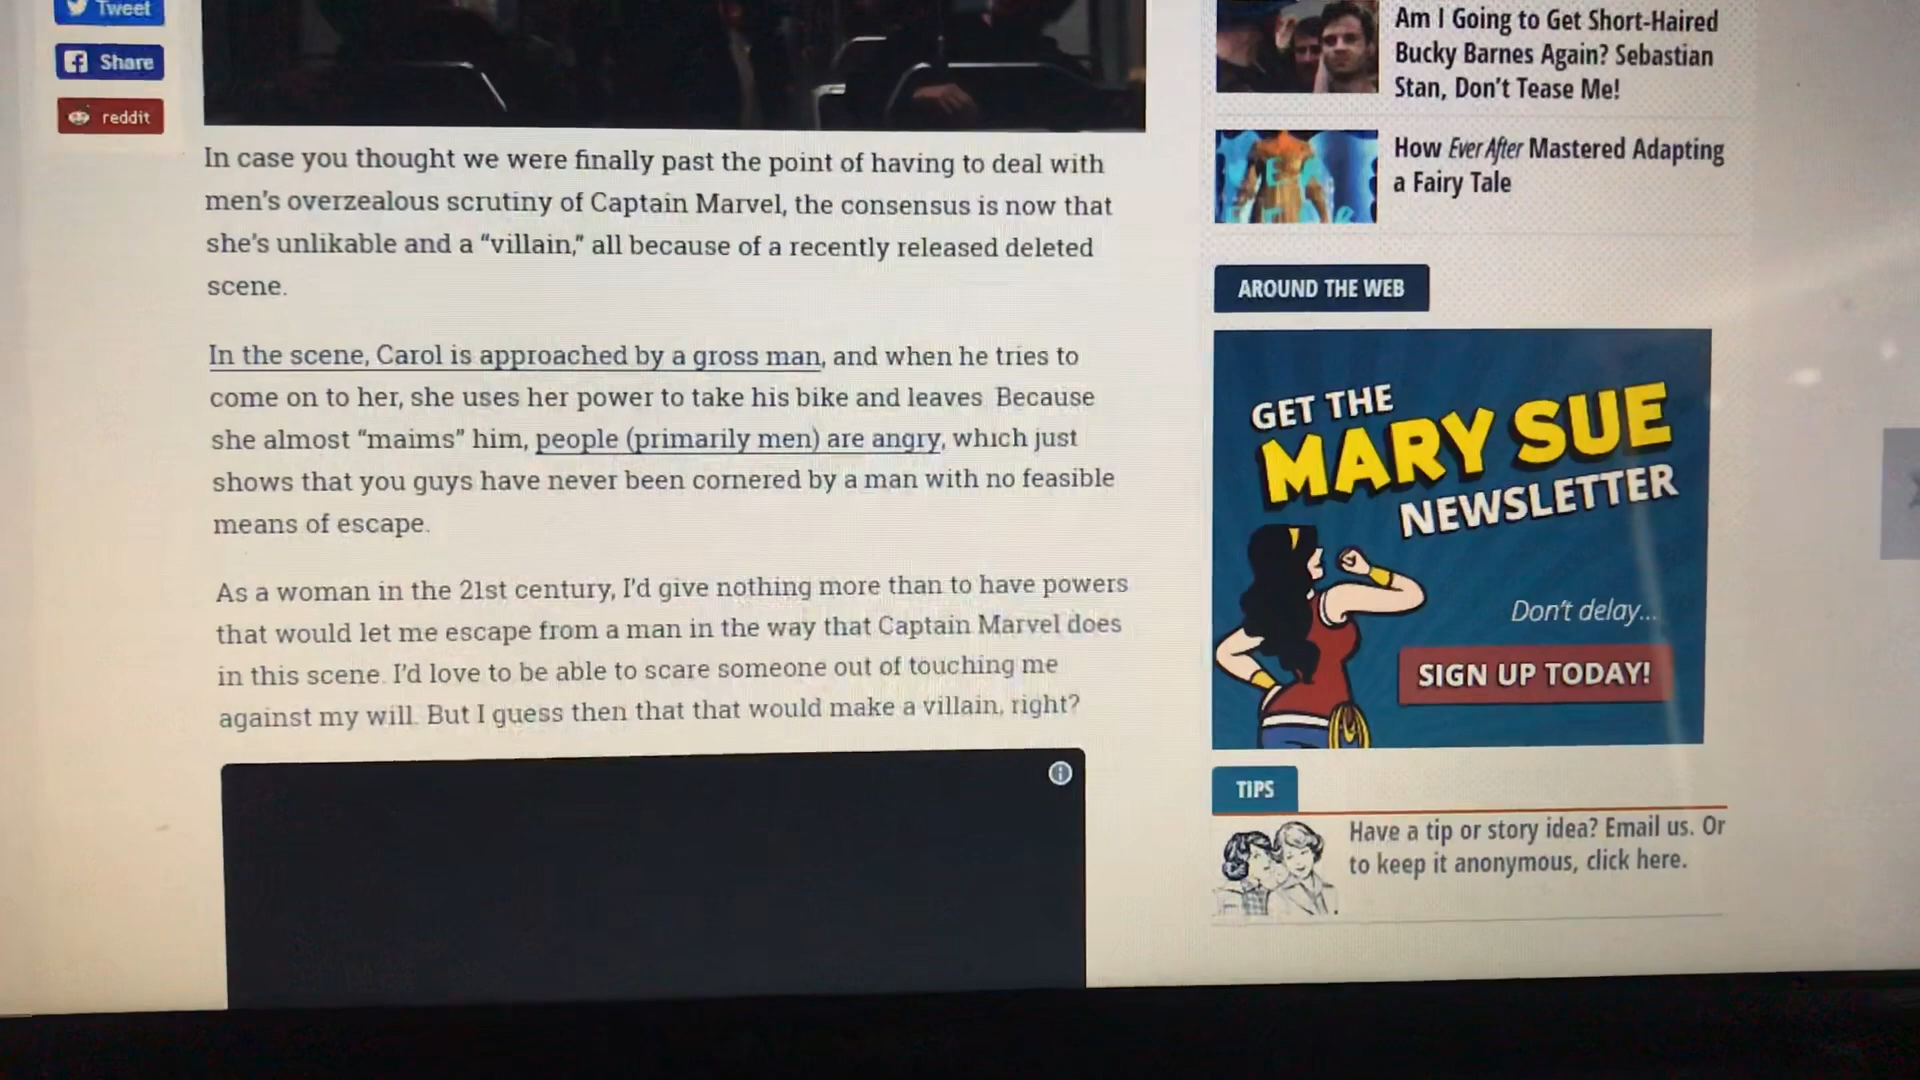 Tweet
Share
reddit
In case you thought we were finally past the point of having to deal with
men's overzealous scrutiny of Captain Marvel, the consensus is now that
she's unlikable and a “villain,” all because of a recently released deleted
scene.
In the scene, Carol is approached by a gross man, and when he tries to
come on to her, she uses her power to take his bike and leaves. Because
she almost “maims” him, people (primarily men) are angry, which just
shows that you guys have never been cornered by a man with no feasible
means of escape.
As a woman in the 21st century, I'd give nothing more than to have powers
that would let me escape from a man in the way that Captain Marvel does
in this scene. I'd love to be able to scare someone out of touching me
against my will. But I guess then that that would make a villain, right?
Am I Going to Get Short-Haired
Bucky Barnes Again? Sebastian
Stan, Don't Tease Me!
How Ever After Mastered Adapting
a Fairy Tale
AROUND THE WEB
GET THE
MARY SUE
NEWSLETTER
Don't delay...
SIGN UP TODAY!
TIPS
Have a tip or story idea? Email us. Or
to keep it anonymous, click here.